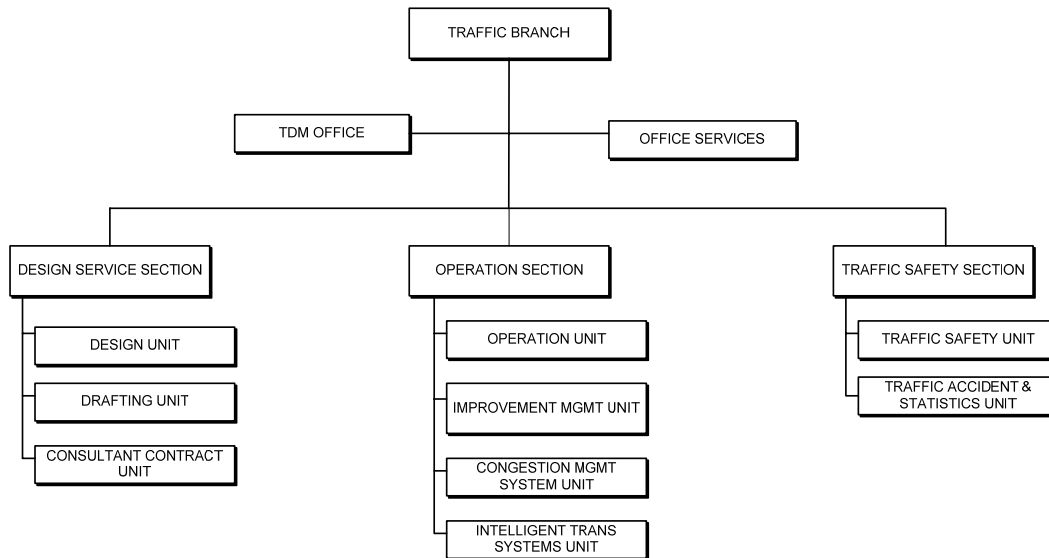 TRAFFIC BRANCH
TDM OFFICE
OFFICE SERVICES
DESIGN SERVICE SECTION
DESIGN UNIT
DRAFTING UNIT
CONSULTANT CONTRACT
UNIT
OPERATION SECTION
OPERATION UNIT
IMPROVEMENT MGMT UNIT
CONGESTION MGMT
SYSTEM UNIT
INTELLIGENT TRANS
SYSTEMS UNIT
TRAFFIC SAFETY SECTION
TRAFFIC SAFETY UNIT
TRAFFIC ACCIDENT &
STATISTICS UNIT